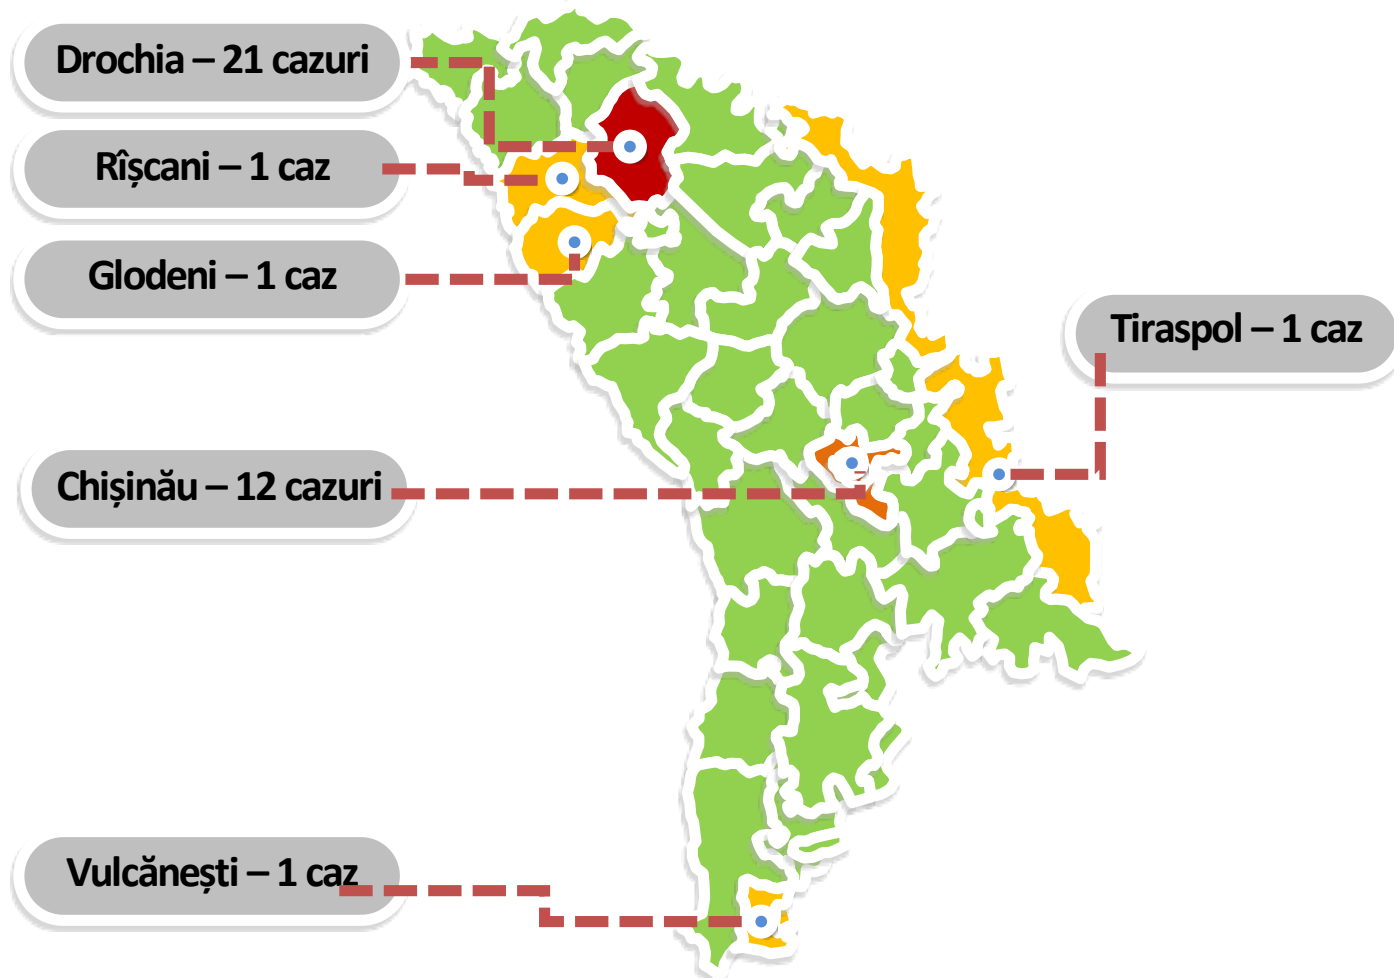 Drochia – 21 cazuri
Rîșcani – 1 caz
Glodeni – 1 caz
Tiraspol – 1 caz
Chișinău – 12 cazuri
Vulcănești – 1 caz